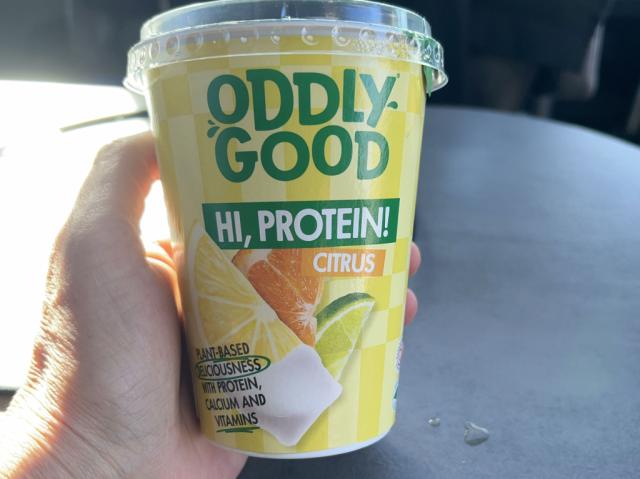 ODDLY
GOOD
HI, PROTEIN!
CITRUS
PLANT-BASED
DELICIOUSNESS
WITH PROTEIN,
CALCIUM AND
VITAMINS